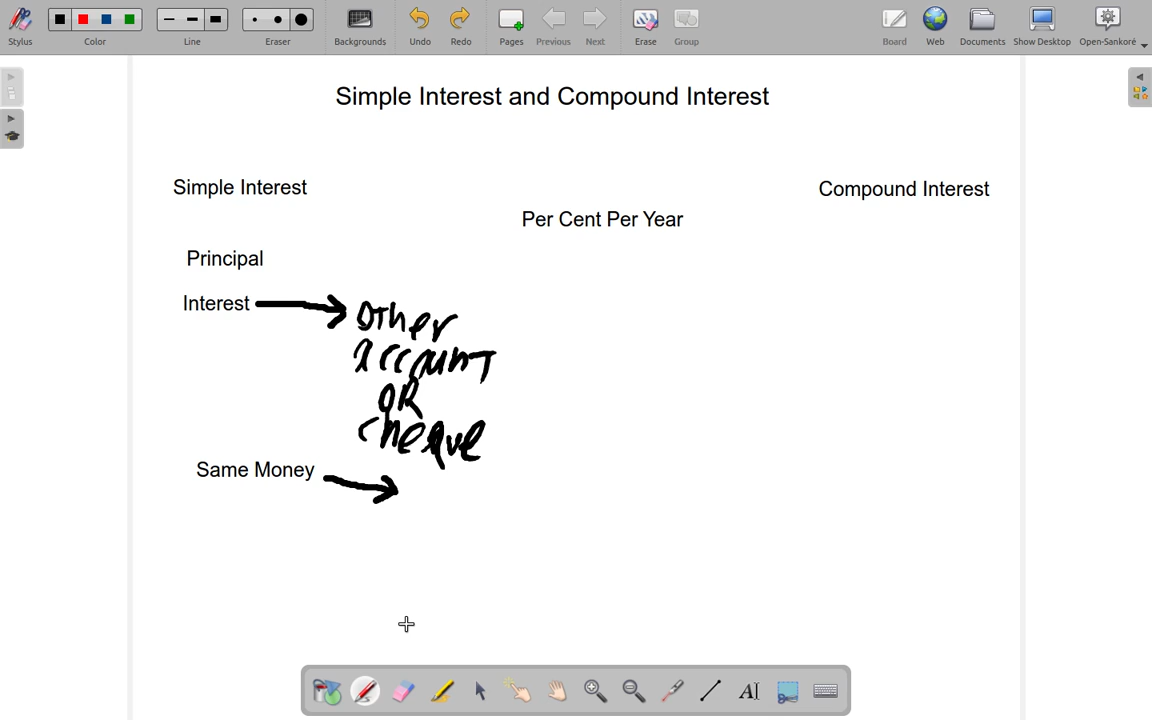 Stylus
Color
Line
Eraser
Backgrounds
Undo
Redo
Pages
Previous
Next
Erase
Group
Board
Web
Documents
Show Desktop
Open-Sankoré
Simple Interest and Compound Interest
Simple Interest
Compound Interest
Per Cent Per Year
Principal
Interest
Other
Account
OR
cheque
Same Money
AI